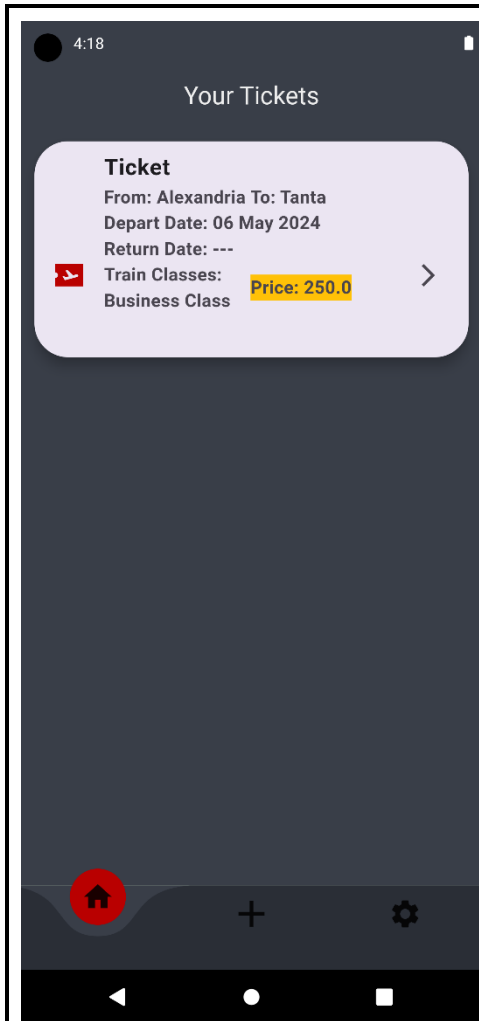 4:18
Your Tickets
Ticket
From: Alexandria To: Tanta
Depart Date: 06 May 2024
Return Date: ---
Train Classes:
Business Class
Price: 250.0